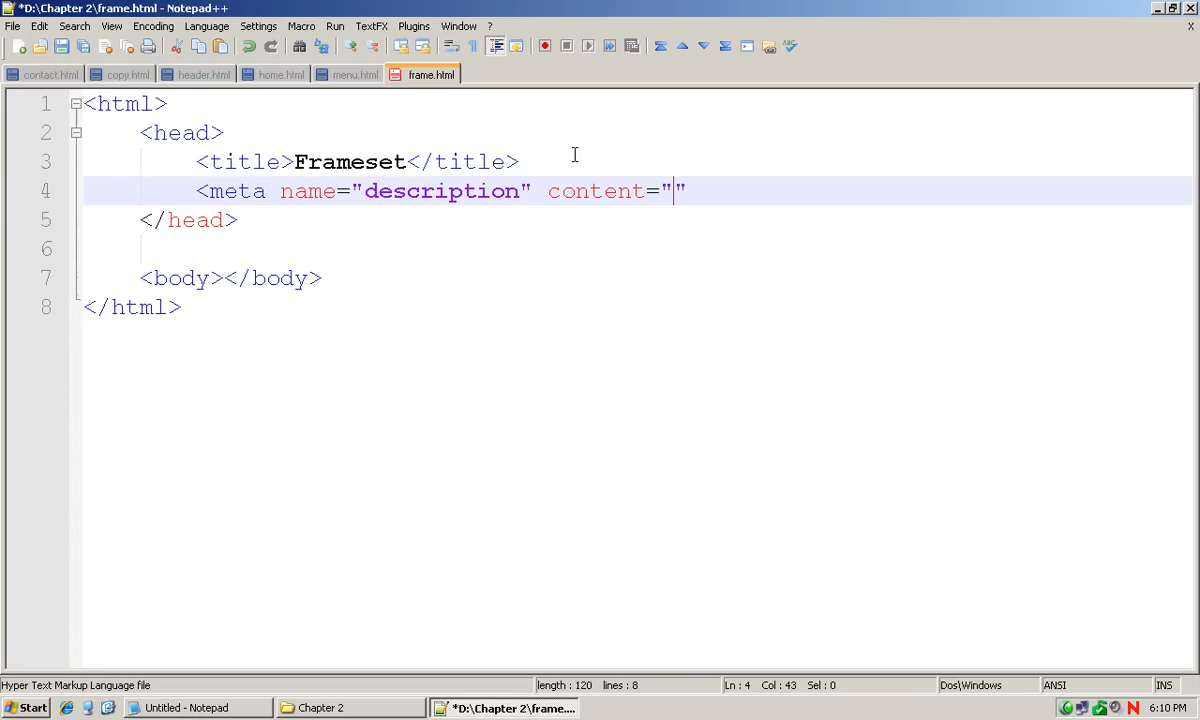 *D:\Chapter 2\frame.html - Notepad++
File Edit Search View Encoding Language Settings Macro Run TextFX Plugins Window ? X
contact.html copy.html header.html home.html menu.html frame.html
1 <html>
2 <head>
3 <title>Frameset</title>
4 <meta name="description" content=""
5 </head>
6
7 <body></body>
8 </html>
Hyper Text Markup Language file length : 120 lines : 8 Ln : 4 Col : 43 Sel : 0 Dos\Windows ANSI INS
Start Untitled - Notepad Chapter 2 *D:\Chapter 2\frame.... N 6:10 PM